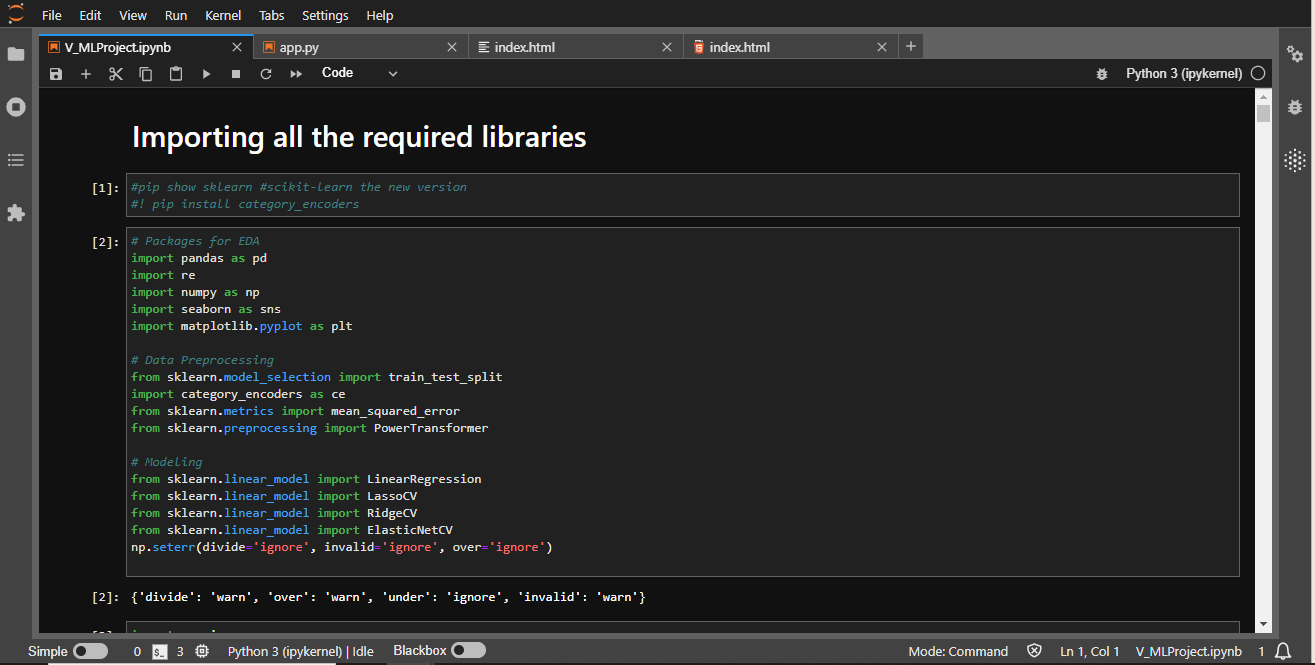 File Edit View Run Kernel Tabs Settings Help
V_MLProject.ipynb app.py index.html index.html
Code Python 3 (ipykernel)
Importing all the required libraries
[1]: #pip show sklearn #scikit-learn the new version
#! pip install category_encoders
[2]: # Packages for EDA
import pandas as pd
import re
import numpy as np
import seaborn as sns
import matplotlib.pyplot as plt
# Data Preprocessing
from sklearn.model_selection import train_test_split
import category_encoders as ce
from sklearn.metrics import mean_squared_error
from sklearn.preprocessing import PowerTransformer
# Modeling
from sklearn.linear_model import LinearRegression
from sklearn.linear_model import LassoCV
from sklearn.linear_model import RidgeCV
from sklearn.linear_model import ElasticNetCV
np.seterr(divide='ignore', invalid='ignore', over='ignore')
[2]: {'divide': 'warn', 'over': 'warn', 'under': 'ignore', 'invalid': 'warn'}
Simple 0 $_ 3 Python 3 (ipykernel) | Idle Blackbox Mode: Command Ln 1, Col 1 V_MLProject.ipynb 1